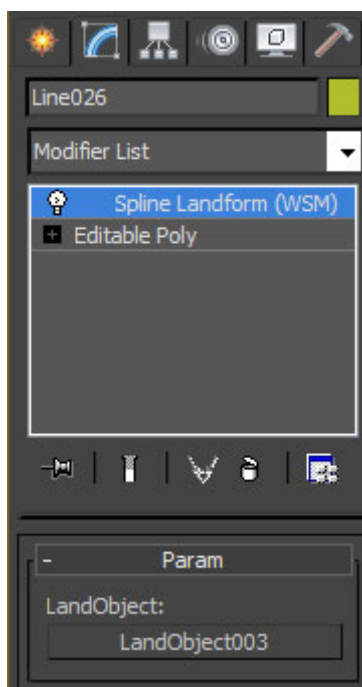 Line026
Modifier List
Spline Landform (WSM)
Editable Poly
- Param
LandObject:
LandObject003